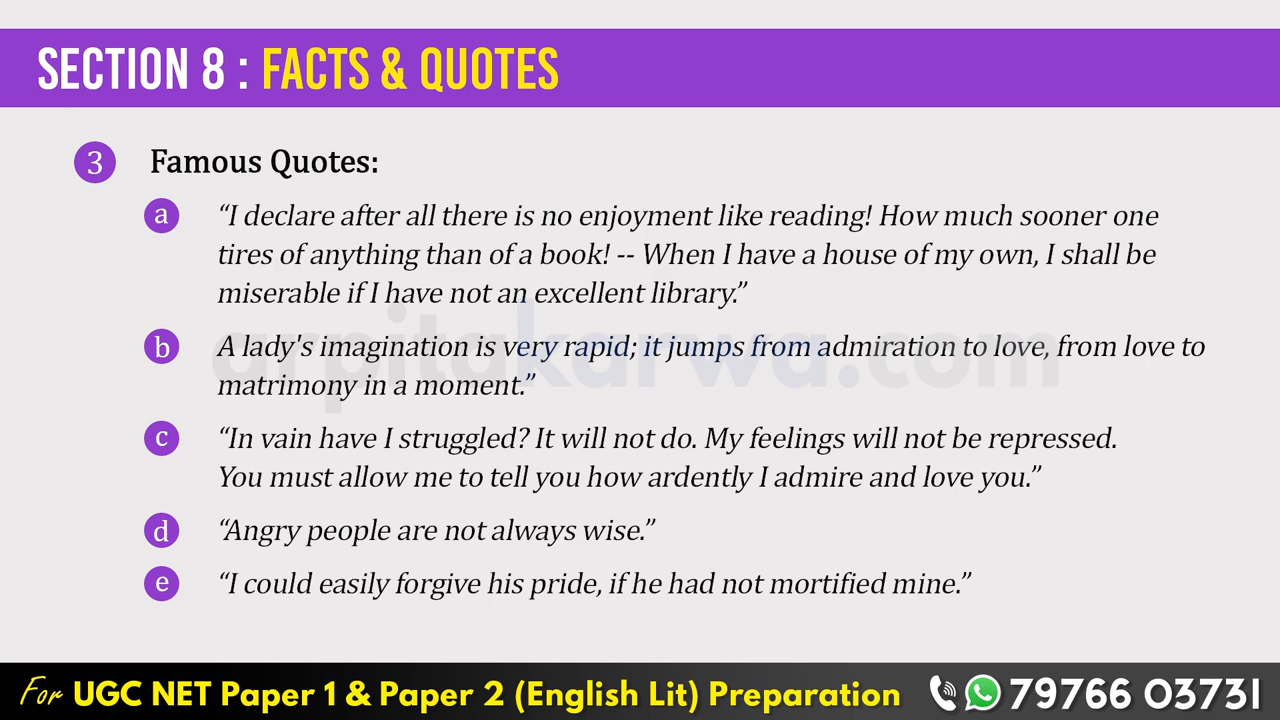 SECTION 8 : FACTS & QUOTES
3 Famous Quotes:
a “I declare after all there is no enjoyment like reading! How much sooner one
tires of anything than of a book! -- When I have a house of my own, I shall be
miserable if I have not an excellent library.”
b A lady's imagination is very rapid; it jumps from admiration to love, from love to
matrimony in a moment.”
arpitakarwa.com
c “In vain have I struggled? It will not do. My feelings will not be repressed.
You must allow me to tell you how ardently I admire and love you.”
d “Angry people are not always wise.”
e “I could easily forgive his pride, if he had not mortified mine.”
For UGC NET Paper 1 & Paper 2 (English Lit) Preparation 79766 03731